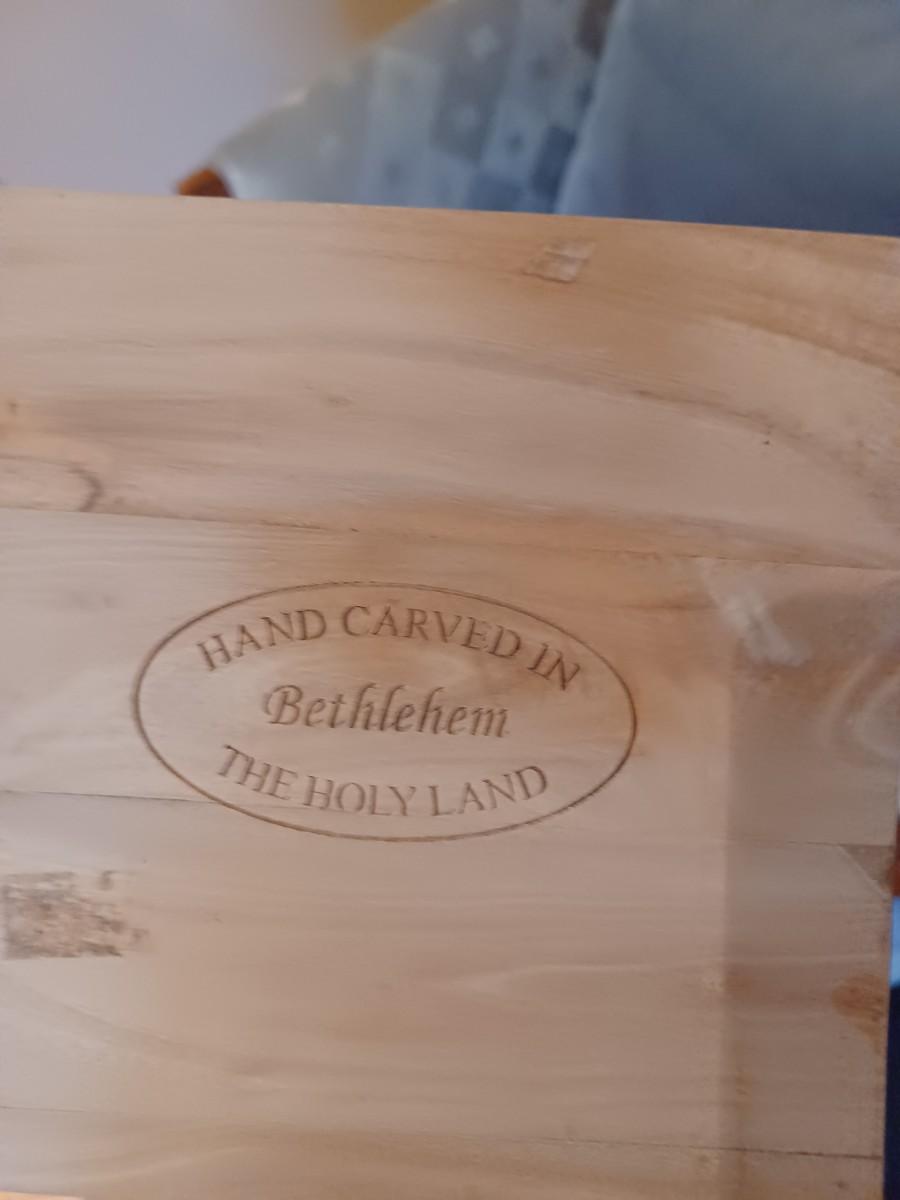 HAND CARVED IN
Bethlehem
THE HOLY LAND